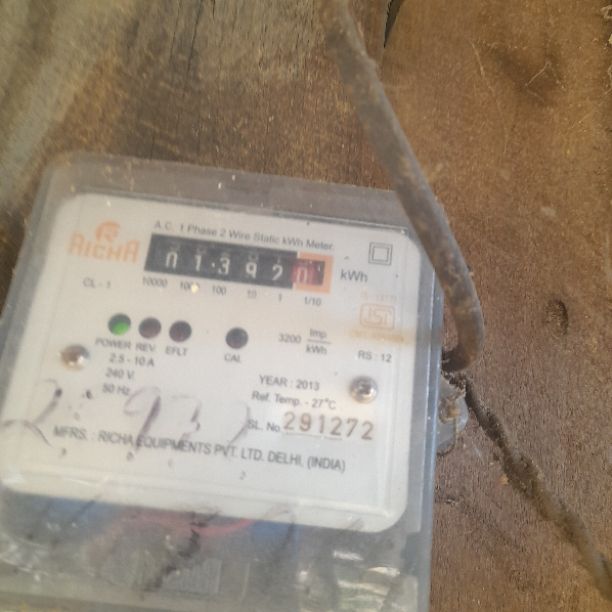 RICHA
A.C. 1 Phase 2 Wire Static kWh Meter.
01392 kWh
CL - 1 10000 1000 100 10 1 1/10
POWER REV. EFLT CAL 3200 Imp. kWh
RS : 12
2.5 - 10 A
240 V.
50 Hz
YEAR : 2013
Ref. Temp. - 27°C
SL. No 291272
MFRS. : RICHA EQUIPMENTS PVT. LTD. DELHI, (INDIA)